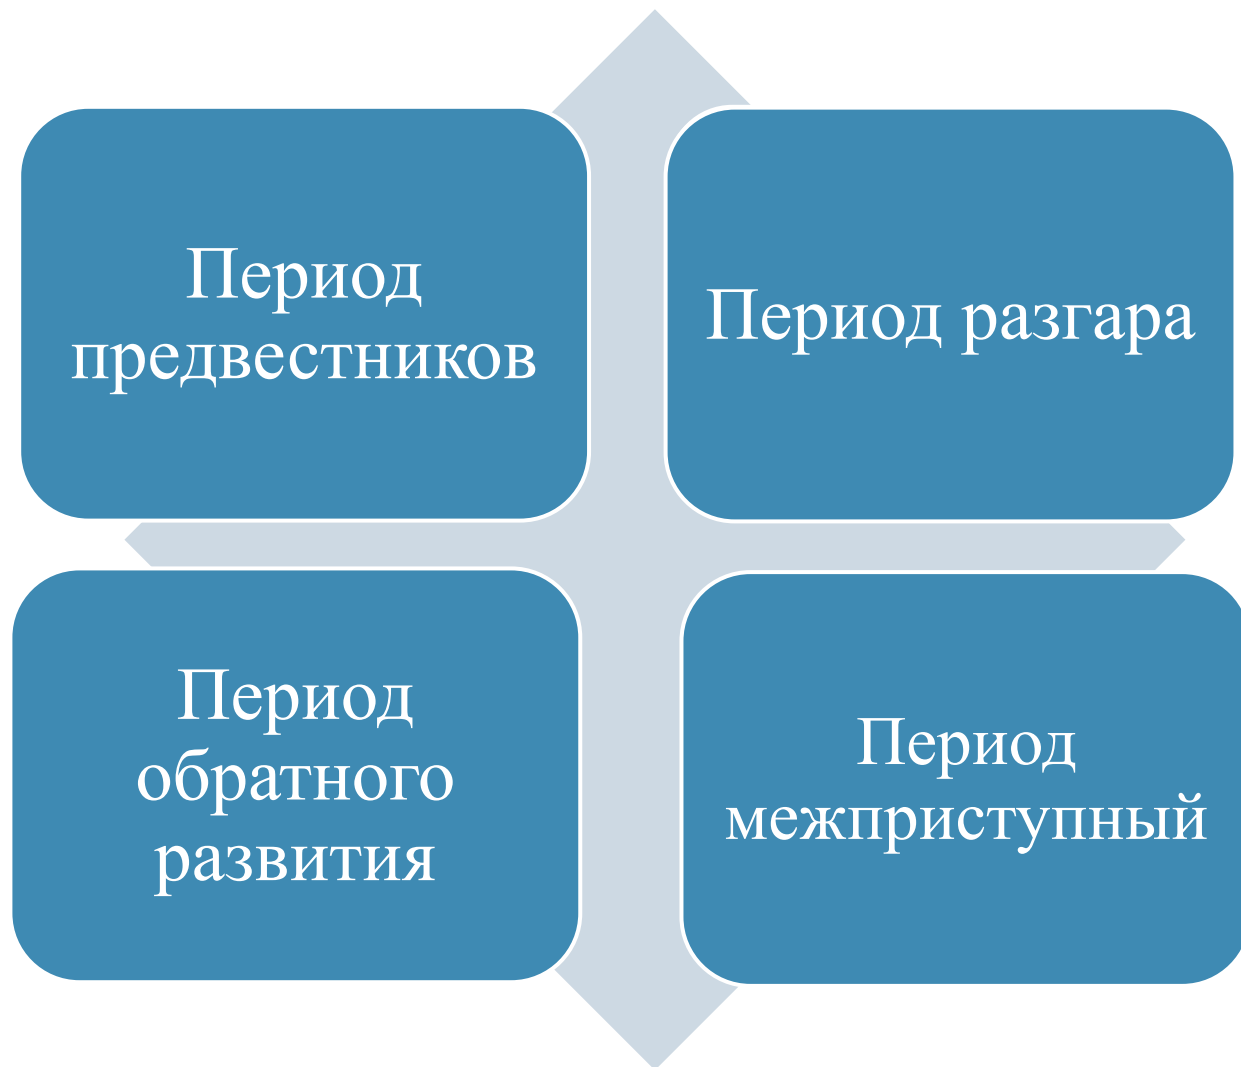 Период
предвестников
Период разгара
Период
обратного
развития
Период
межприступный